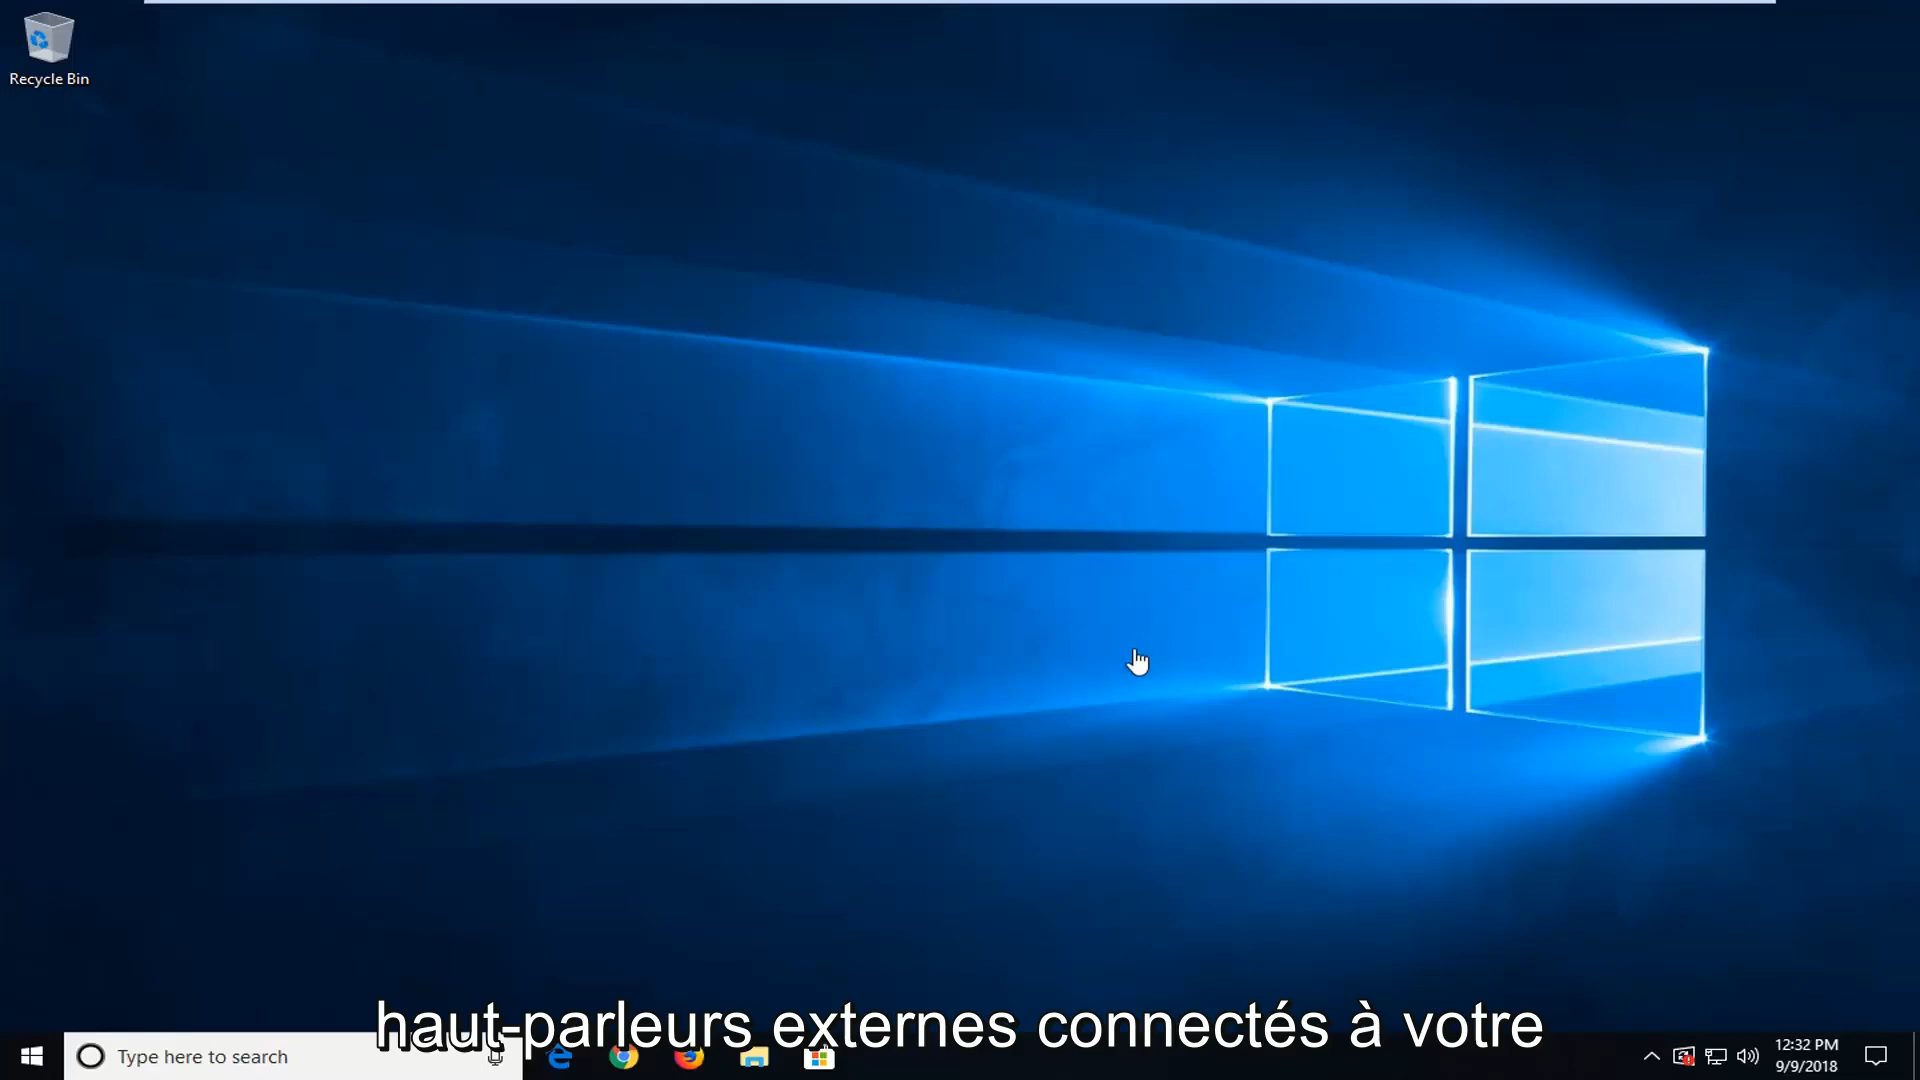 Recycle Bin
haut-parleurs externes connectés à votre
Type here to search
12:32 PM
9/9/2018